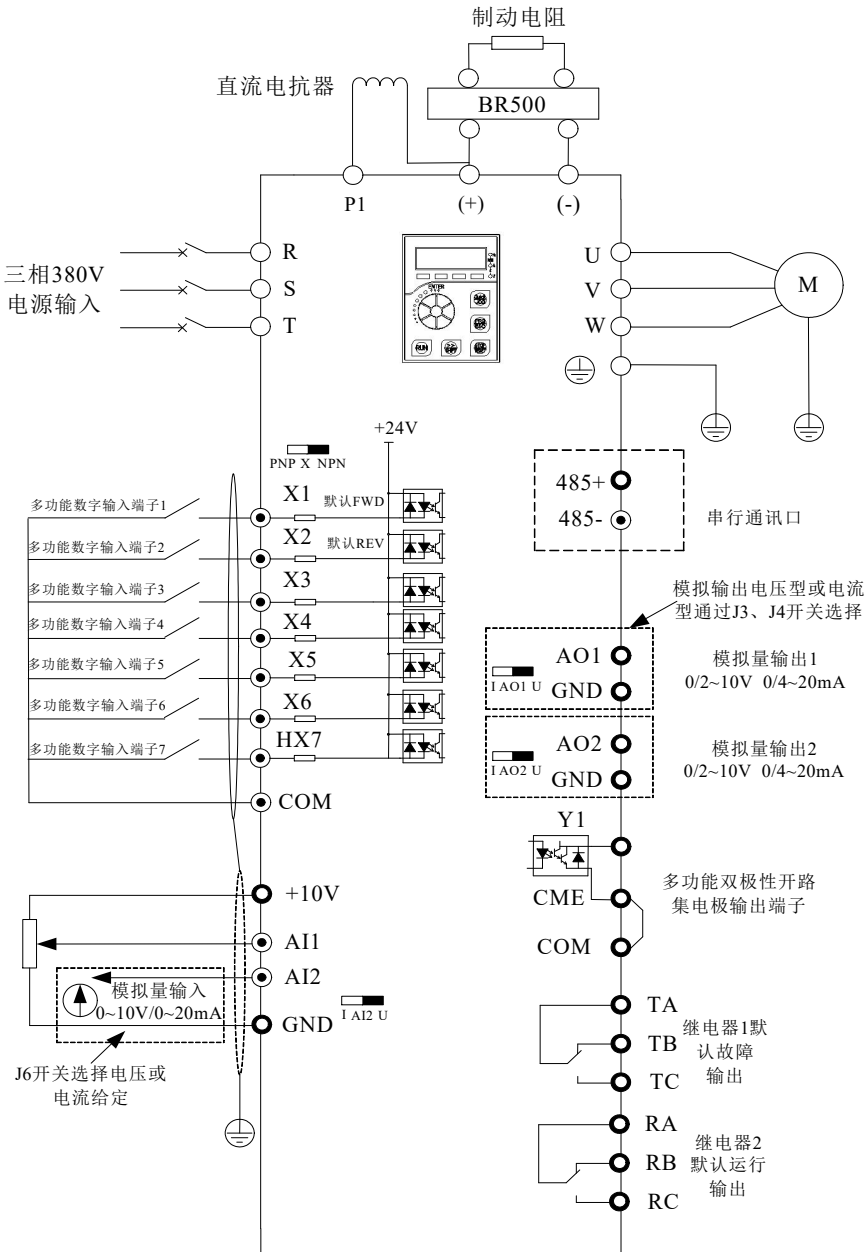 制动电阻
直流电抗器
BR500
P1
(+)
(-)
三相380V
电源输入
R
S
T
ENTER
RUN
U
V
W
M
+24V
PNP X NPN
多功能数字输入端子1
X1
默认FWD
多功能数字输入端子2
X2
默认REV
多功能数字输入端子3
X3
多功能数字输入端子4
X4
多功能数字输入端子5
X5
多功能数字输入端子6
X6
多功能数字输入端子7
HX7
COM
+10V
AI1
AI2
模拟量输入
0~10V/0~20mA
GND
I AI2 U
J6开关选择电压或
电流给定
485+
485-
串行通讯口
模拟输出电压型或电流
型通过J3、J4开关选择
AO1
I AO1 U
GND
模拟量输出1
0/2~10V 0/4~20mA
AO2
I AO2 U
GND
模拟量输出2
0/2~10V 0/4~20mA
Y1
CME
COM
多功能双极性开路
集电极输出端子
TA
TB
TC
继电器1默
认故障
输出
RA
RB
RC
继电器2
默认运行
输出